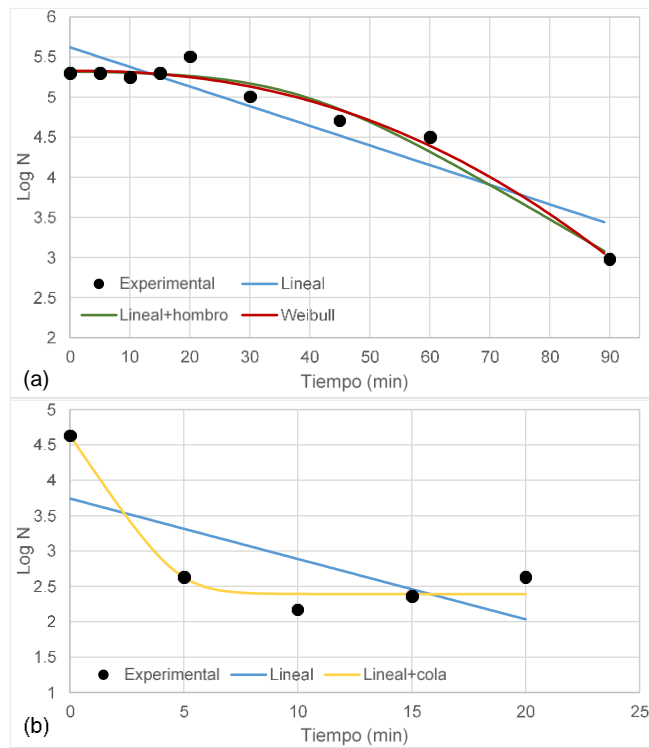 6
5.5
5
4.5
4
3.5
3
2.5
2
Log N
Experimental Lineal
Lineal+hombro Weibull
0 10 20 30 40 50 60 70 80 90
Tiempo (min)
(a)
5
4.5
4
3.5
3
2.5
2
1.5
1
Log N
Experimental Lineal Lineal+cola
0 5 10 15 20 25
Tiempo (min)
(b)